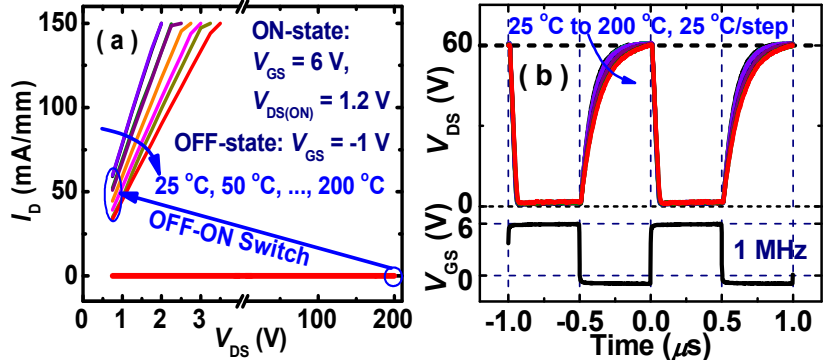 ( a )
ON-state:
V_GS = 6 V,
V_DS(ON) = 1.2 V
OFF-state: V_GS = -1 V
25 °C, 50 °C, ..., 200 °C
OFF-ON Switch
I_D (mA/mm)
150
100
50
0
0 1 2 3 4 100 200
V_DS (V)
25 °C to 200 °C, 25 °C/step
( b )
V_DS (V)
60
0
V_GS (V)
6
0
1 MHz
-1.0 -0.5 0.0 0.5 1.0
Time (μs)